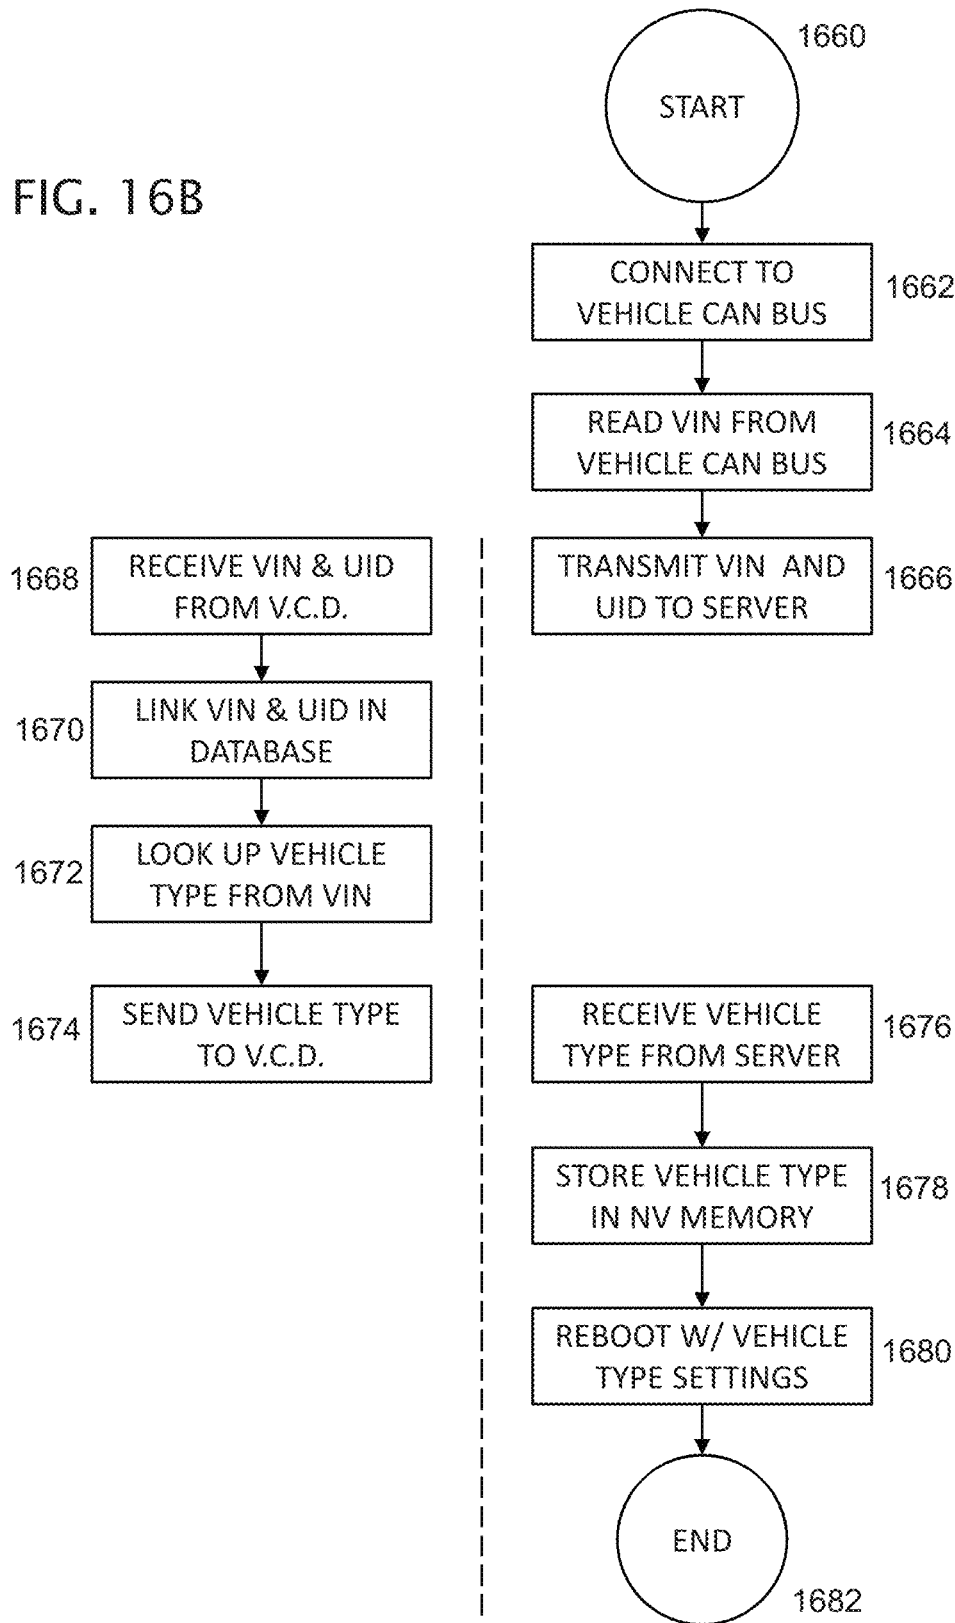 1660
START
FIG. 16B
CONNECT TO
VEHICLE CAN BUS
1662
READ VIN FROM
VEHICLE CAN BUS
1664
TRANSMIT VIN AND
UID TO SERVER
1666
1668
RECEIVE VIN & UID
FROM V.C.D.
1670
LINK VIN & UID IN
DATABASE
1672
LOOK UP VEHICLE
TYPE FROM VIN
1674
SEND VEHICLE TYPE
TO V.C.D.
RECEIVE VEHICLE
TYPE FROM SERVER
1676
STORE VEHICLE TYPE
IN NV MEMORY
1678
REBOOT W/ VEHICLE
TYPE SETTINGS
1680
END
1682